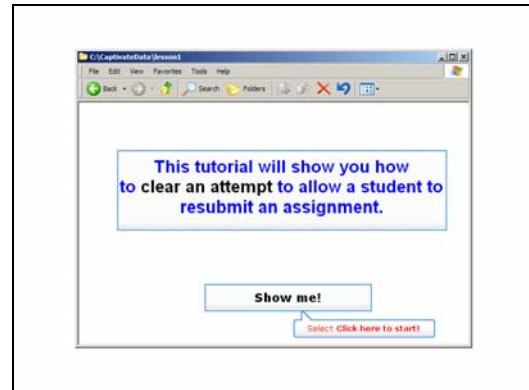 C:\CaptivateData\lesson1
File Edit View Favorites Tools Help
Back Search Folders
This tutorial will show you how
to clear an attempt to allow a student to
resubmit an assignment.
Show me!
Select Click here to start!